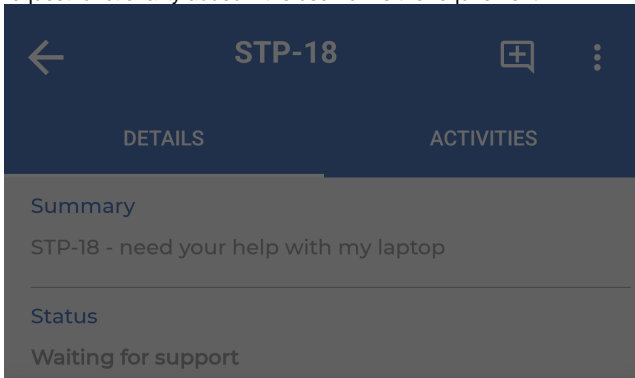 STP-18
DETAILS ACTIVITIES
Summary
STP-18 - need your help with my laptop
Status
Waiting for support